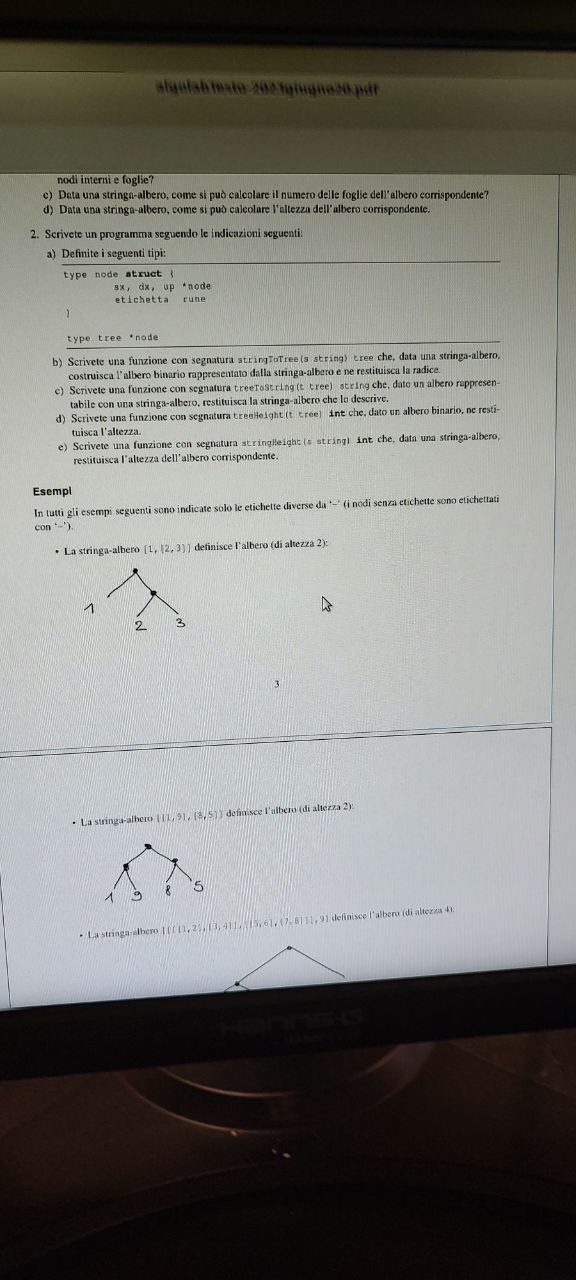 algolab testo-2023giugno20.pdf
nodi interni e foglie?
c) Data una stringa-albero, come si può calcolare il numero delle foglie dell'albero corrispondente?
d) Data una stringa-albero, come si può calcolare l'altezza dell'albero corrispondente.
2. Scrivete un programma seguendo le indicazioni seguenti:
a) Definite i seguenti tipi:
type node struct {
sx, dx, up *node
etichetta rune
}
type tree *node
b) Scrivete una funzione con segnatura stringToTree(s string) tree che, data una stringa-albero,
costruisca l'albero binario rappresentato dalla stringa-albero e ne restituisca la radice.
c) Scrivete una funzione con segnatura treeToString(t tree) string che, dato un albero rappresen-
tabile con una stringa-albero, restituisca la stringa-albero che lo descrive.
d) Scrivete una funzione con segnatura treeHeight(t tree) int che, dato un albero binario, ne resti-
tuisca l'altezza.
e) Scrivete una funzione con segnatura stringHeight(s string) int che, data una stringa-albero,
restituisca l'altezza dell'albero corrispondente.
Esempi
In tutti gli esempi seguenti sono indicate solo le etichette diverse da '-' (i nodi senza etichette sono etichettati
con '-').
• La stringa-albero [1,[2,3]] definisce l'albero (di altezza 2):
1
2 3
3
• La stringa-albero [[1,9],[8,5]] definisce l'albero (di altezza 2):
1 9 8 5
• La stringa-albero [[[[1,2],[3,4]],[[5,6],[7,8]]],9] definisce l'albero (di altezza 4):
HANNS-G